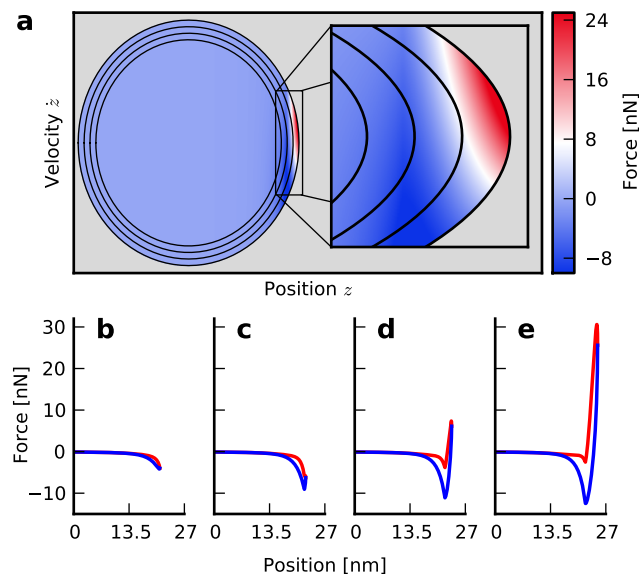 a
Velocity ż
Position z
24
16
8
0
−8
Force [nN]
b
c
d
e
Force [nN]
30
20
10
0
−10
0 13.5 27
0 13.5 27
0 13.5 27
0 13.5 27
Position [nm]